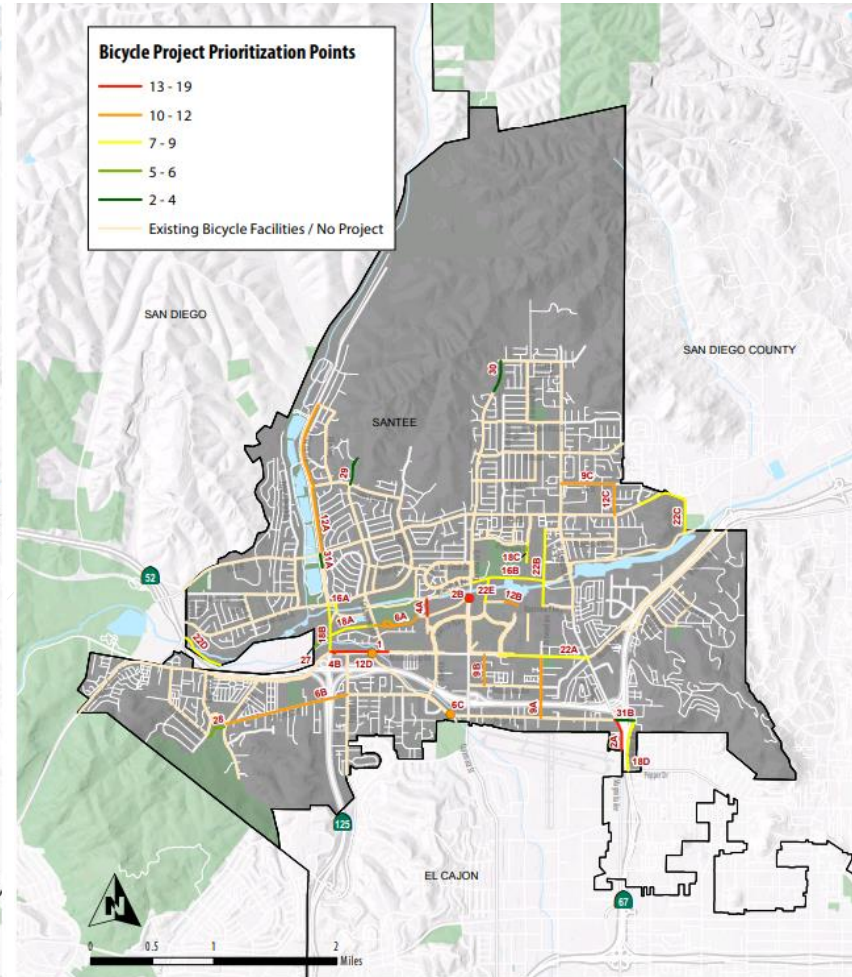 Bicycle Project Prioritization Points
13 - 19
10 - 12
7 - 9
5 - 6
2 - 4
Existing Bicycle Facilities / No Project
SAN DIEGO
SAN DIEGO COUNTY
30
SANTEE
29
9C
12C
22C
12A
31A
52
18C
22B
16B
16A
2B
22E
12B
4A
6A
18A
18B
22D
27
1
4B
12D
22A
9B
6B
9A
6C
28
31B
2A
18D
Pepper Dr
125
EL CAJON
67
N
0
0.5
1
2
Miles